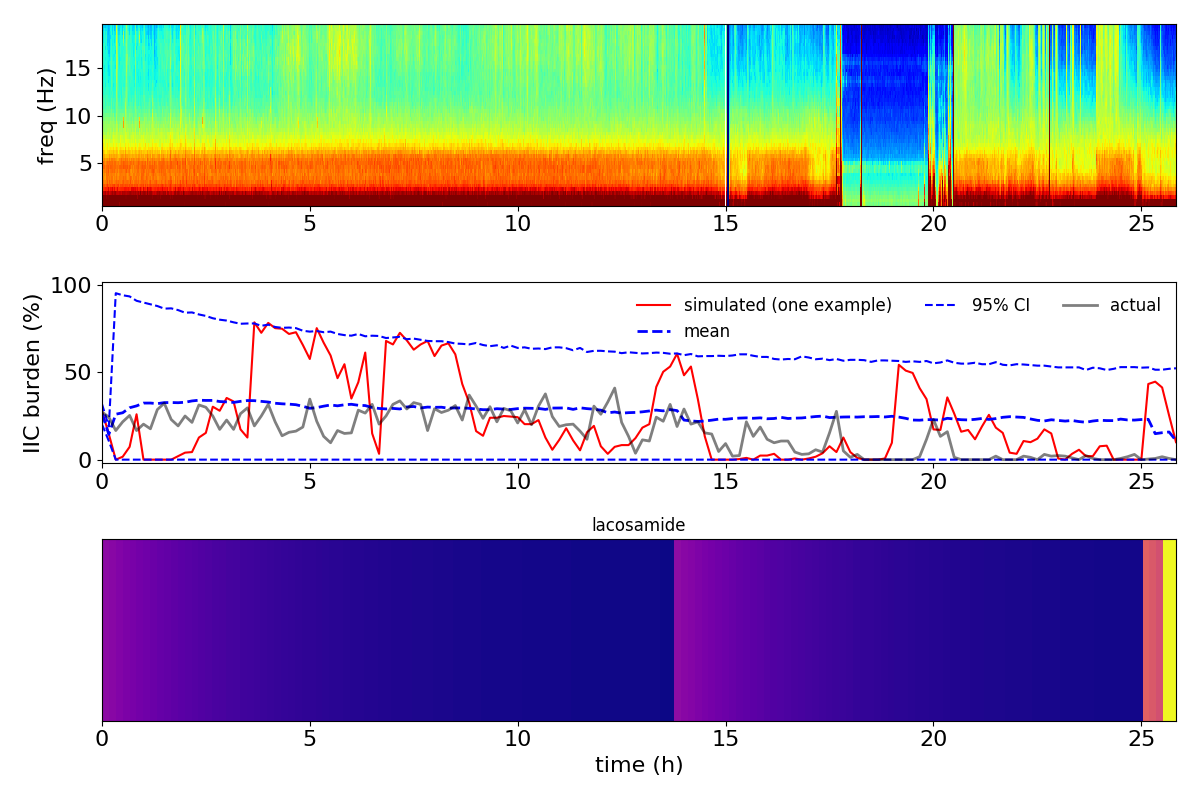 freq (Hz)
15
10
5
0 5 10 15 20 25
IIC burden (%)
100
50
0
simulated (one example)
mean
95% CI
actual
0 5 10 15 20 25
lacosamide
0 5 10 15 20 25
time (h)